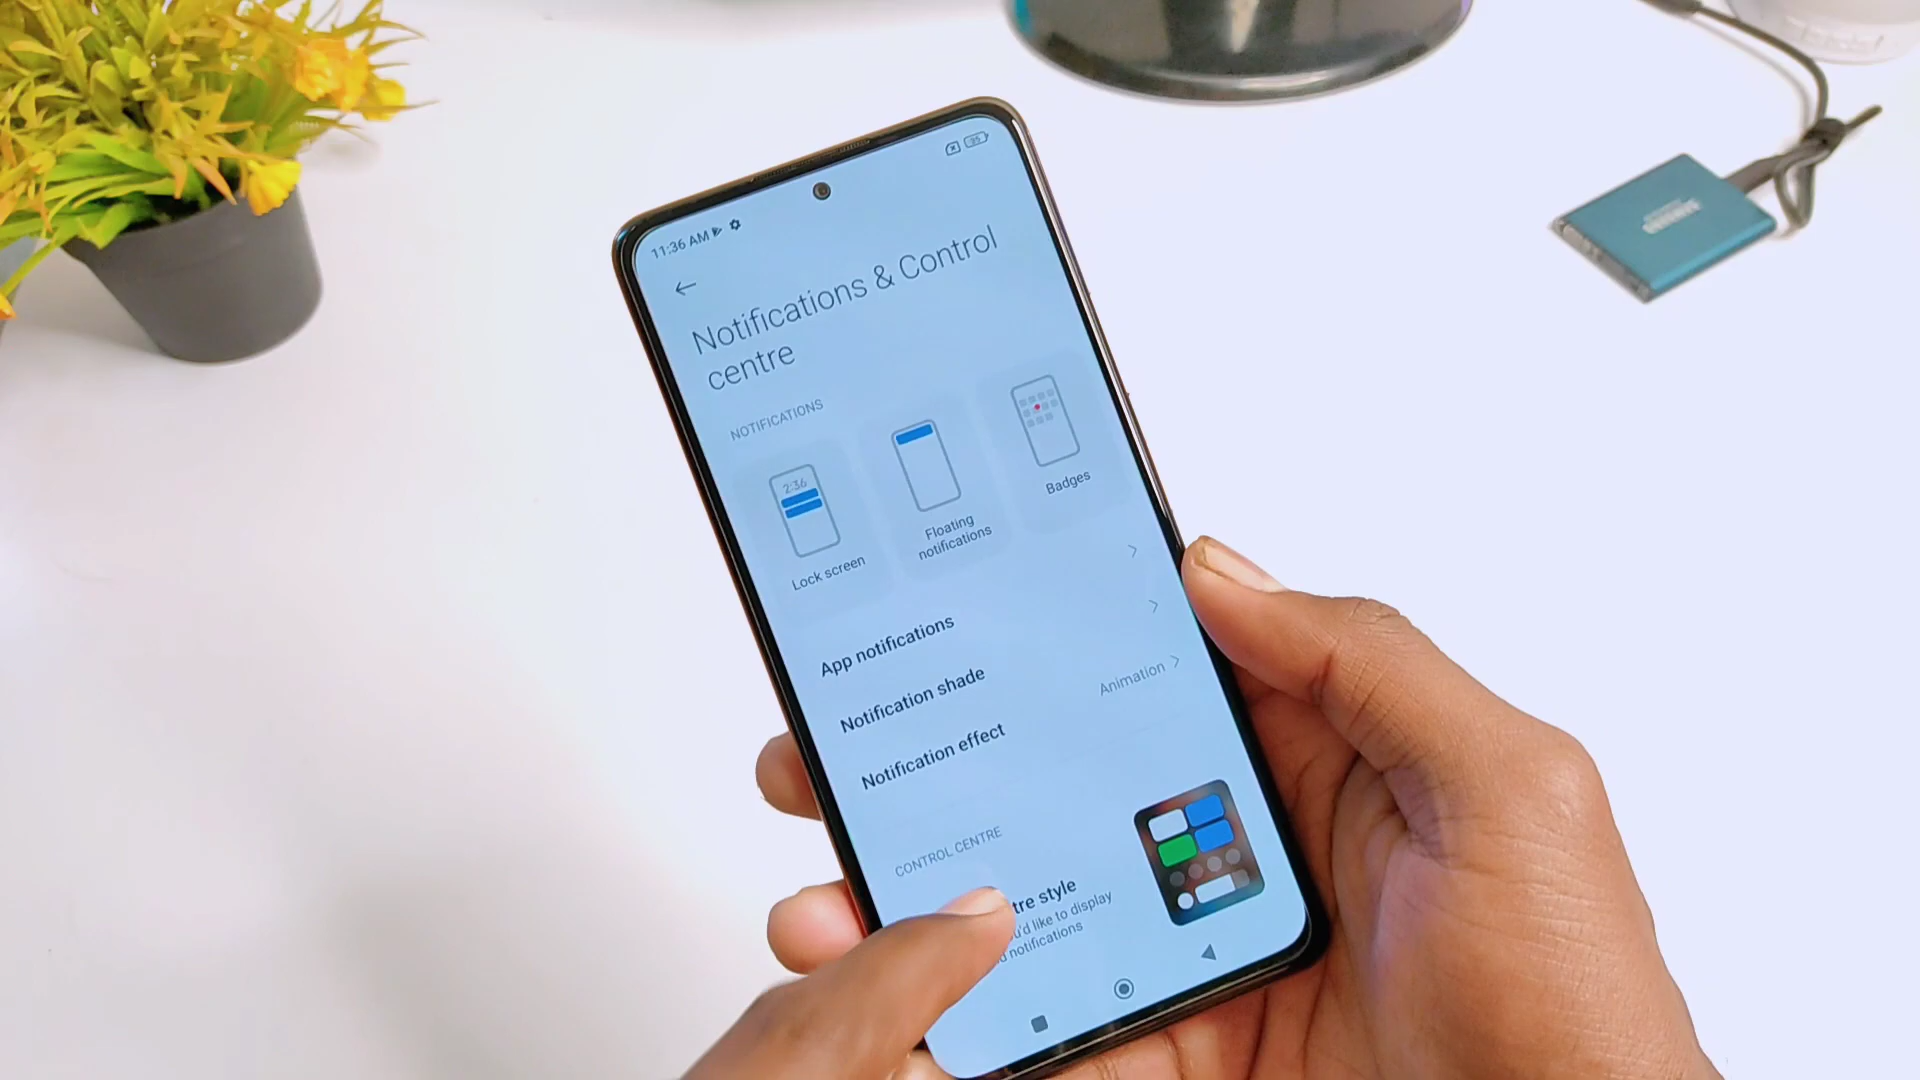 11:36 AM
Notifications & Control
centre
NOTIFICATIONS
2:36
Lock screen
Floating
notifications
Badges
App notifications
Notification shade
Notification effect
Animation
CONTROL CENTRE
tre style
u'd like to display
notifications